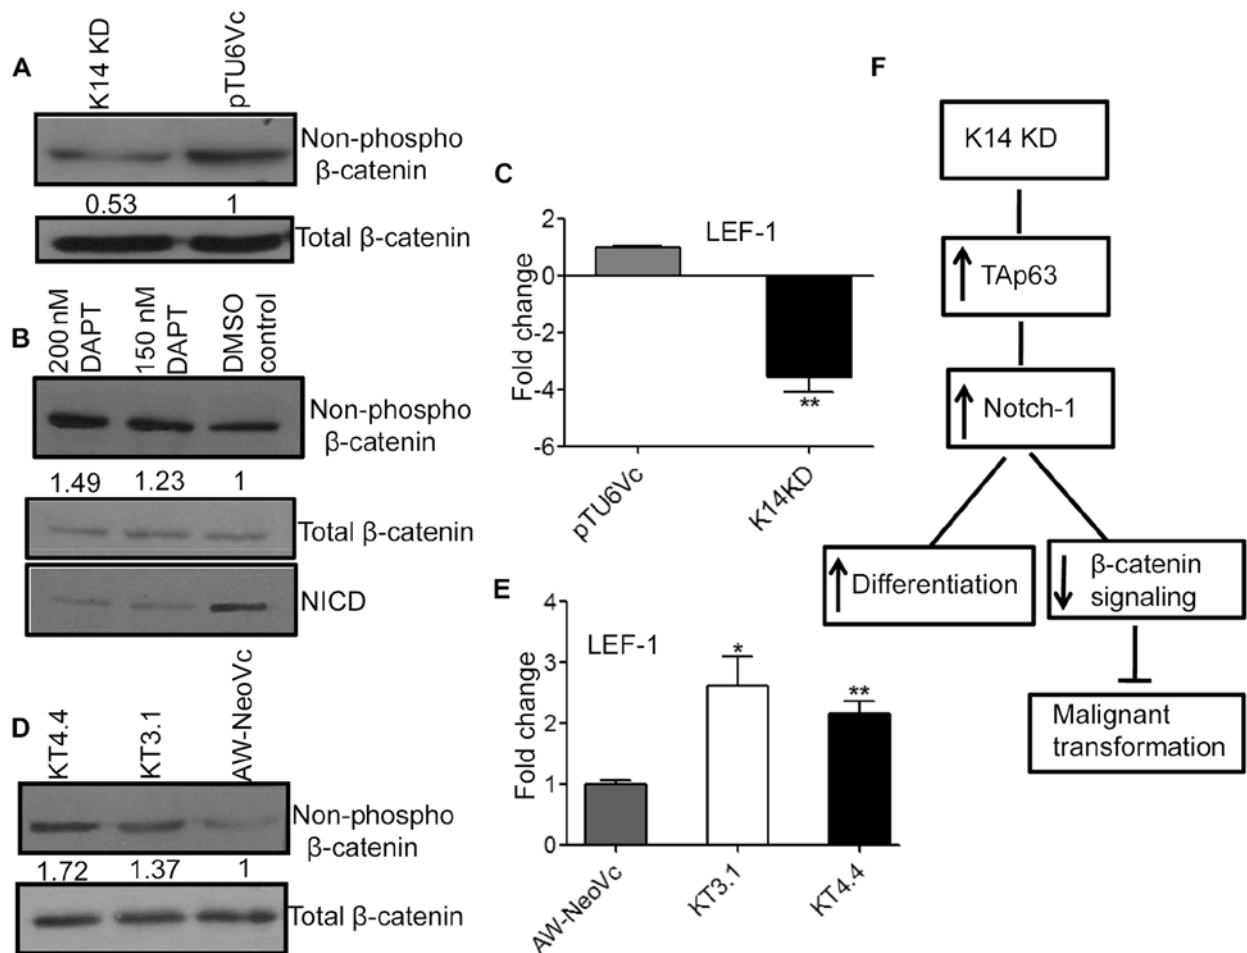 A
K14 KD
pTU6Vc
Non-phospho
β-catenin
0.53
1
Total β-catenin
B
200 nM
DAPT
150 nM
DAPT
DMSO
control
Non-phospho
β-catenin
1.49
1.23
1
Total β-catenin
NICD
D
KT4.4
KT3.1
AW-NeoVc
Non-phospho
β-catenin
1.72
1.37
1
Total β-catenin
C
LEF-1
Fold change
2
0
-2
-4
-6
**
pTU6Vc
K14KD
E
LEF-1
Fold change
4
3
2
1
0
*
**
AW-NeoVc
KT3.1
KT4.4
F
K14 KD
↑ TAp63
↑ Notch-1
↑ Differentiation
↓ β-catenin
signaling
Malignant
transformation